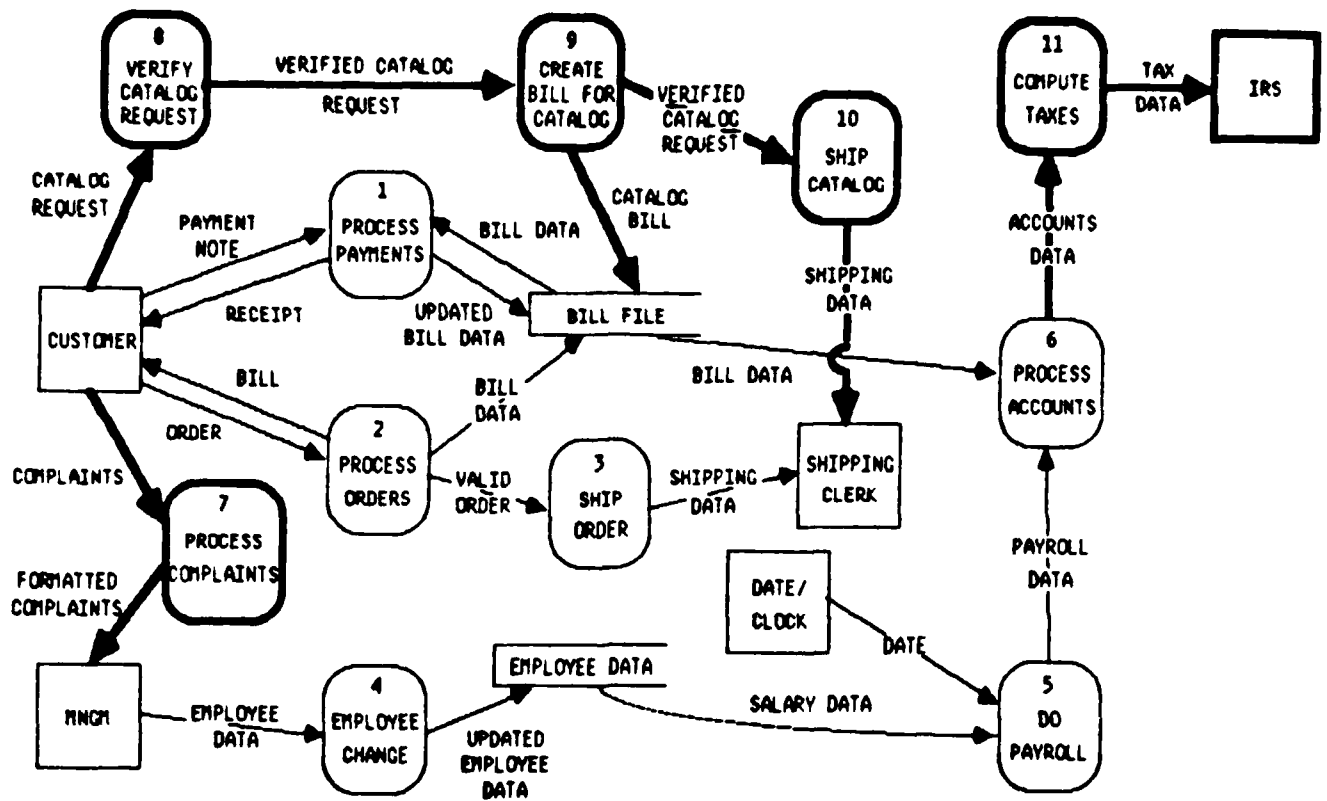 8
VERIFY
CATALOG
REQUEST
VERIFIED CATALOG
REQUEST
9
CREATE
BILL FOR
CATALOG
VERIFIED
CATALOG
REQUEST
10
SHIP
CATALOG
11
COMPUTE
TAXES
TAX
DATA
IRS
CATALOG
REQUEST
PAYMENT
NOTE
1
PROCESS
PAYMENTS
BILL DATA
CATALOG
BILL
SHIPPING
DATA
ACCOUNTS
DATA
CUSTOMER
RECEIPT
UPDATED
BILL DATA
BILL FILE
BILL DATA
6
PROCESS
ACCOUNTS
BILL
ORDER
2
PROCESS
ORDERS
BILL
DATA
VALID
ORDER
3
SHIP
ORDER
SHIPPING
DATA
SHIPPING
CLERK
COMPLAINTS
7
PROCESS
COMPLAINTS
FORMATTED
COMPLAINTS
DATE/
CLOCK
DATE
PAYROLL
DATA
MNGM
EMPLOYEE
DATA
4
EMPLOYEE
CHANGE
UPDATED
EMPLOYEE
DATA
EMPLOYEE DATA
SALARY DATA
5
DO
PAYROLL